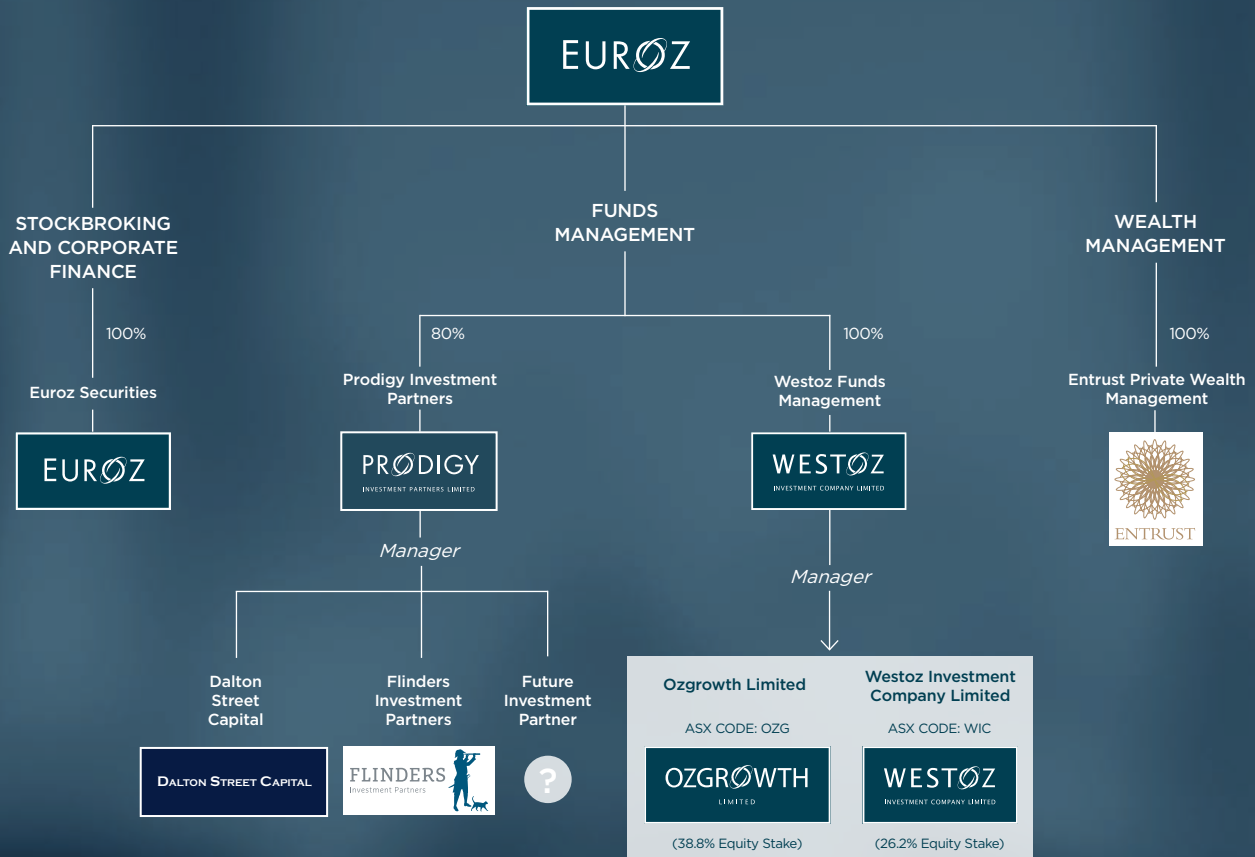 EUROZ
STOCKBROKING
AND CORPORATE
FINANCE
FUNDS
MANAGEMENT
WEALTH
MANAGEMENT
100%
80%
100%
100%
Euroz Securities
Prodigy Investment
Partners
Westoz Funds
Management
Entrust Private Wealth
Management
EUROZ
PRODIGY
INVESTMENT PARTNERS LIMITED
WESTOZ
INVESTMENT COMPANY LIMITED
ENTRUST
Manager
Manager
Dalton
Street
Capital
Flinders
Investment
Partners
Future
Investment
Partner
DALTON STREET CAPITAL
FLINDERS
Investment Partners
?
Ozgrowth Limited
ASX CODE: OZG
OZGROWTH
LIMITED
(38.8% Equity Stake)
Westoz Investment
Company Limited
ASX CODE: WIC
WESTOZ
INVESTMENT COMPANY LIMITED
(26.2% Equity Stake)